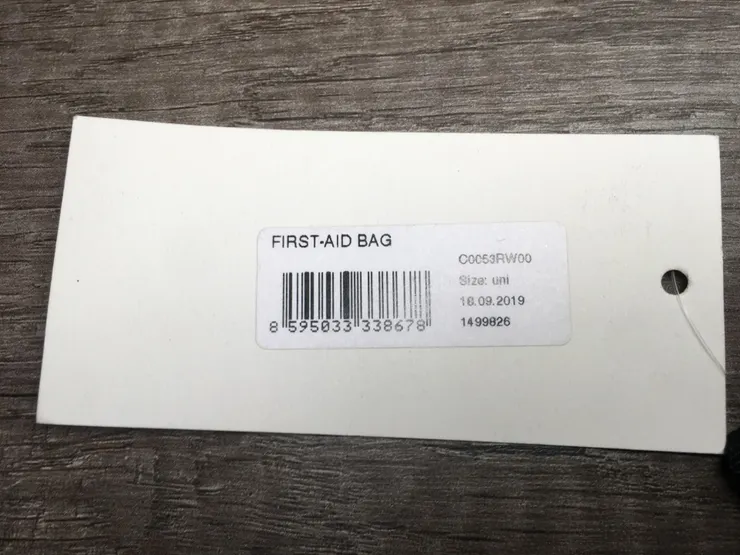 FIRST-AID BAG
C0053RW00
Size: uni
18.09.2019
1499826
8 595033 338678